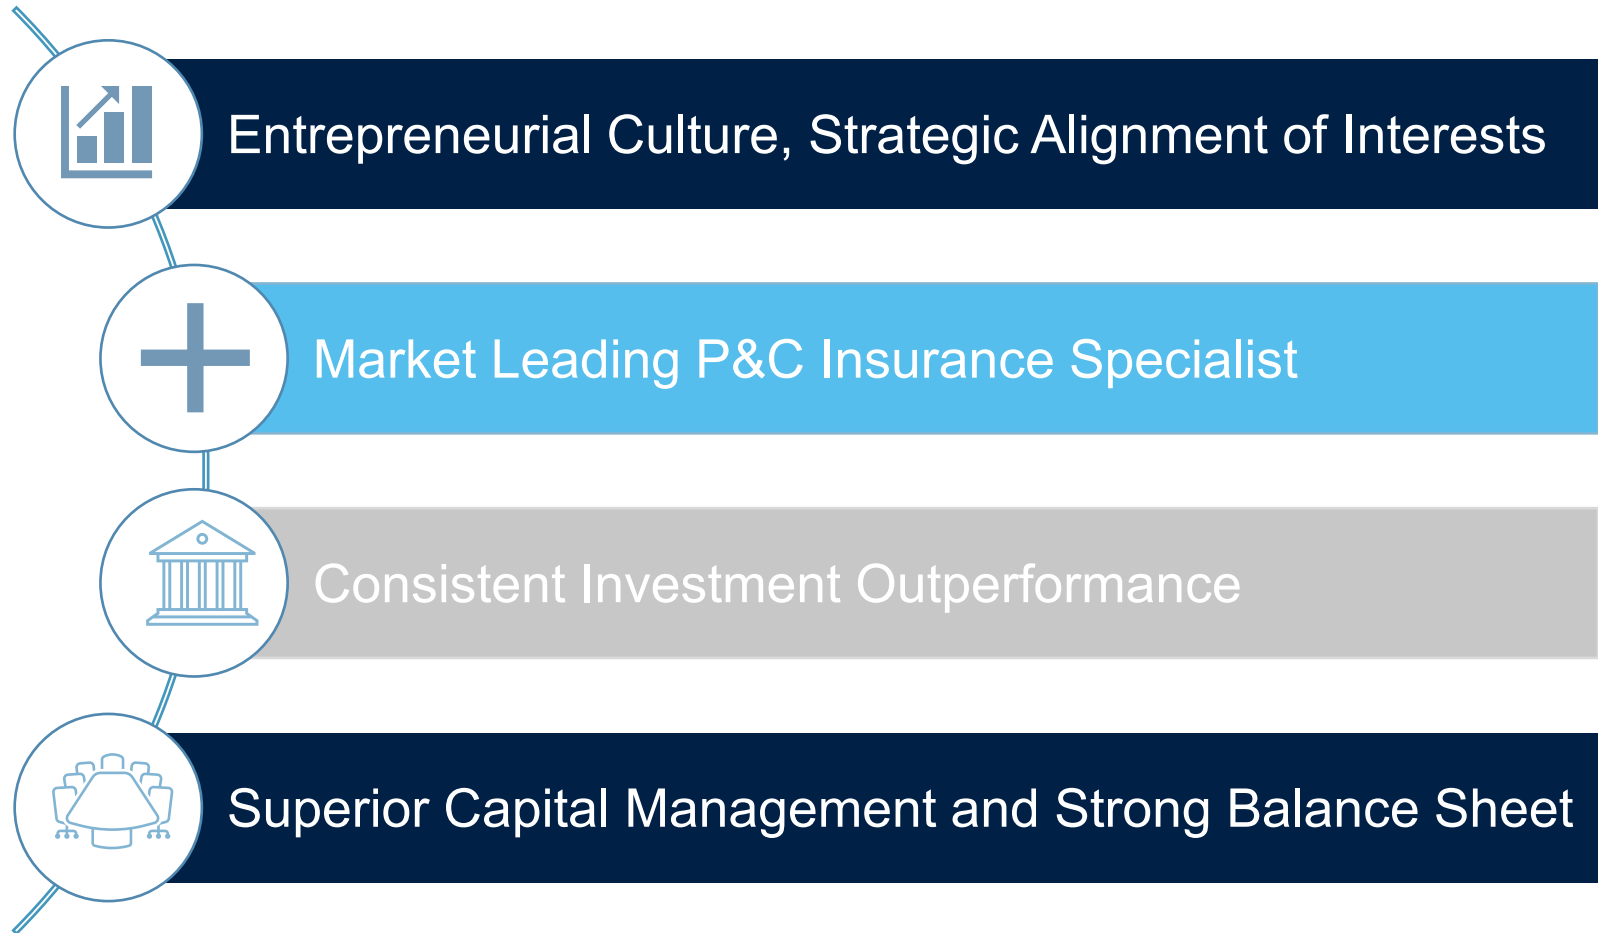 Entrepreneurial Culture, Strategic Alignment of Interests
Market Leading P&C Insurance Specialist
Consistent Investment Outperformance
Superior Capital Management and Strong Balance Sheet